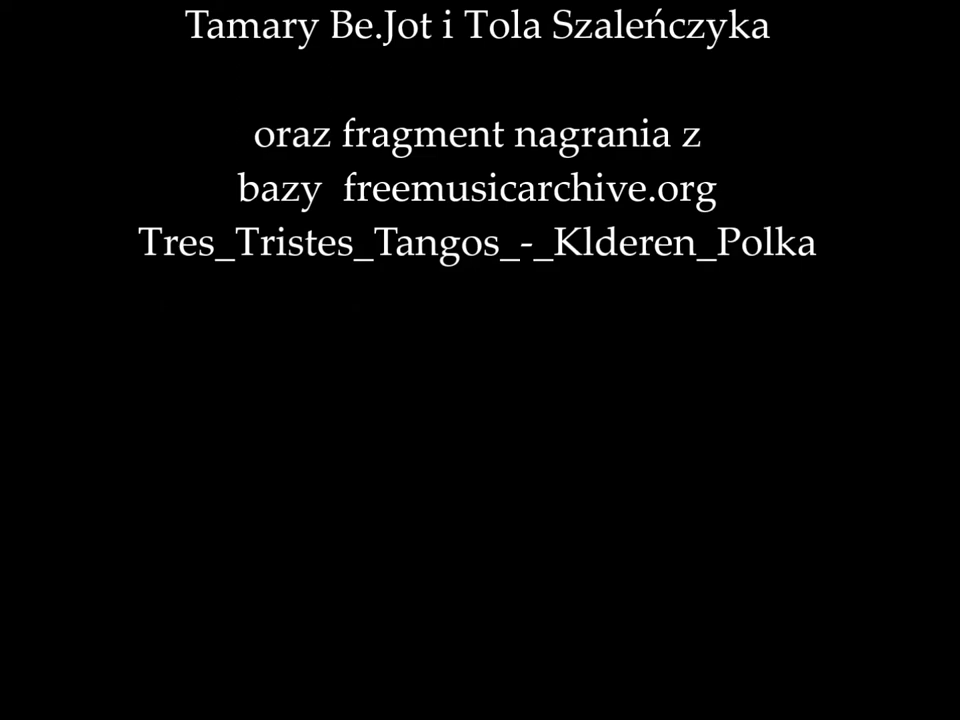 Tamary Be.Jot i Tola Szaleńczyka
oraz fragment nagrania z
bazy freemusicarchive.org
Tres_Tristes_Tangos_-_Klderen_Polka